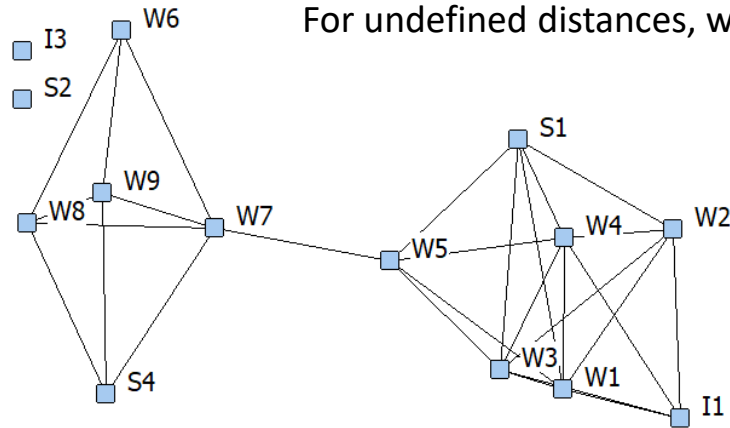 For undefined distances, w
W6
I3
S2
S1
W9
W8
W7
W4
W2
W5
W3
W1
S4
I1